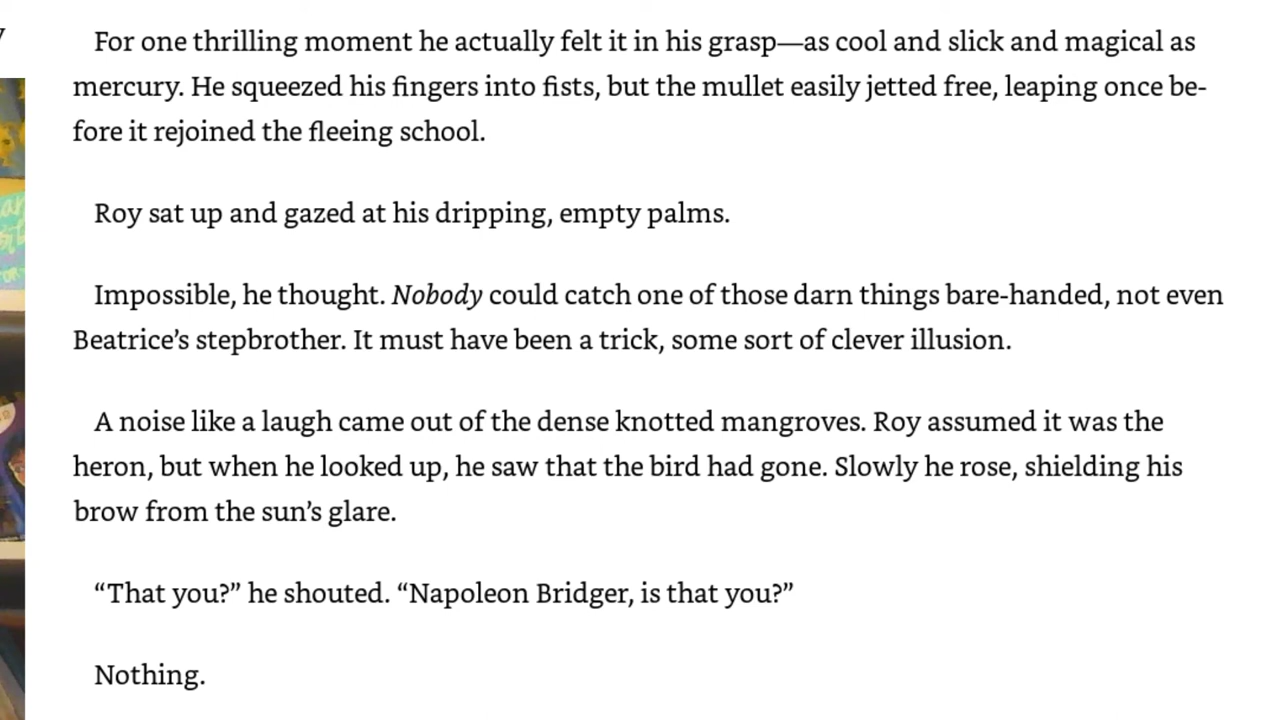 For one thrilling moment he actually felt it in his grasp—as cool and slick and magical as
mercury. He squeezed his fingers into fists, but the mullet easily jetted free, leaping once be-
fore it rejoined the fleeing school.
Roy sat up and gazed at his dripping, empty palms.
Impossible, he thought. Nobody could catch one of those darn things bare-handed, not even
Beatrice’s stepbrother. It must have been a trick, some sort of clever illusion.
A noise like a laugh came out of the dense knotted mangroves. Roy assumed it was the
heron, but when he looked up, he saw that the bird had gone. Slowly he rose, shielding his
brow from the sun’s glare.
“That you?” he shouted. “Napoleon Bridger, is that you?”
Nothing.